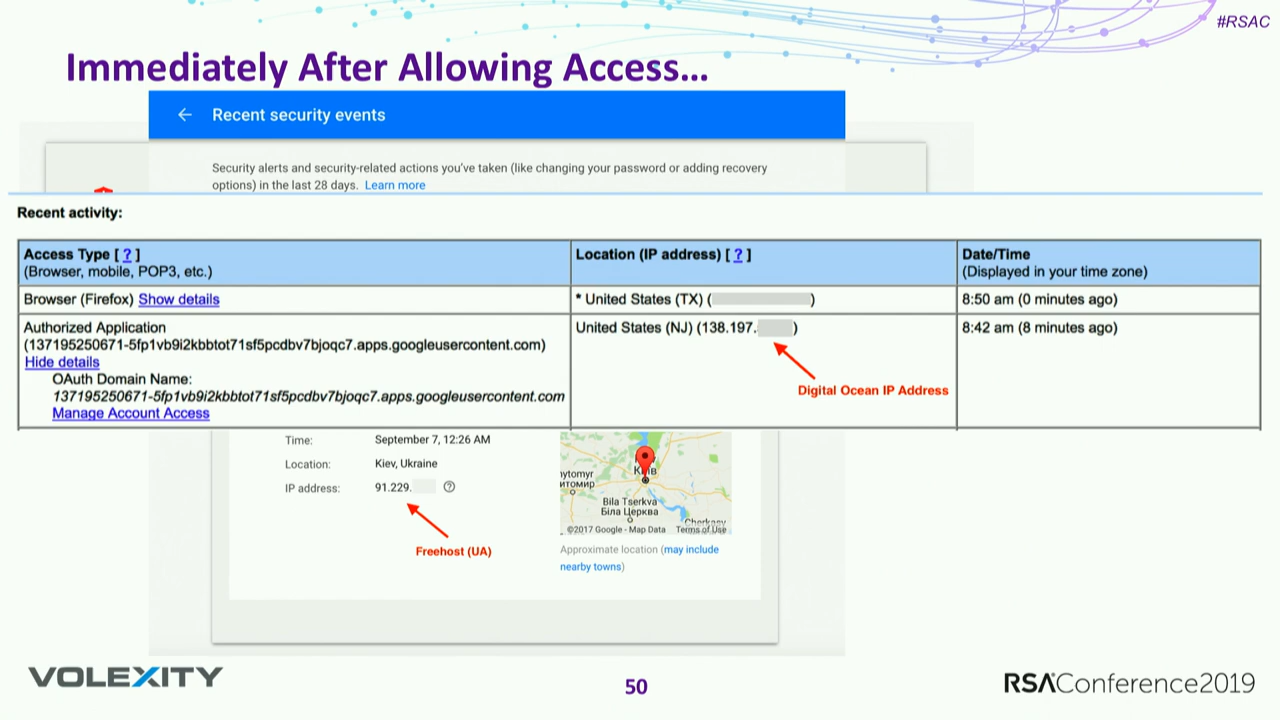 #RSAC
Immediately After Allowing Access...
Recent security events
Security alerts and security-related actions you've taken (like changing your password or adding recovery
options) in the last 28 days. Learn more
Recent activity:
Access Type [ ? ]
(Browser, mobile, POP3, etc.)
Location (IP address) [ ? ]
Date/Time
(Displayed in your time zone)
Browser (Firefox) Show details
* United States (TX) ( )
8:50 am (0 minutes ago)
Authorized Application
(137195250671-5fp1vb9i2kbbtot71sf5pcdbv7bjoqc7.apps.googleusercontent.com)
Hide details
OAuth Domain Name:
137195250671-5fp1vb9i2kbbtot71sf5pcdbv7bjoqc7.apps.googleusercontent.com
Manage Account Access
United States (NJ) (138.197. )
Digital Ocean IP Address
8:42 am (8 minutes ago)
Time: September 7, 12:26 AM
Location: Kiev, Ukraine
IP address: 91.229.
Freehost (UA)
Bila Tserkva
Біла Церква
©2017 Google - Map Data Terms of Use
Approximate location (may include
nearby towns)
VOLEXITY
50
RSAConference2019